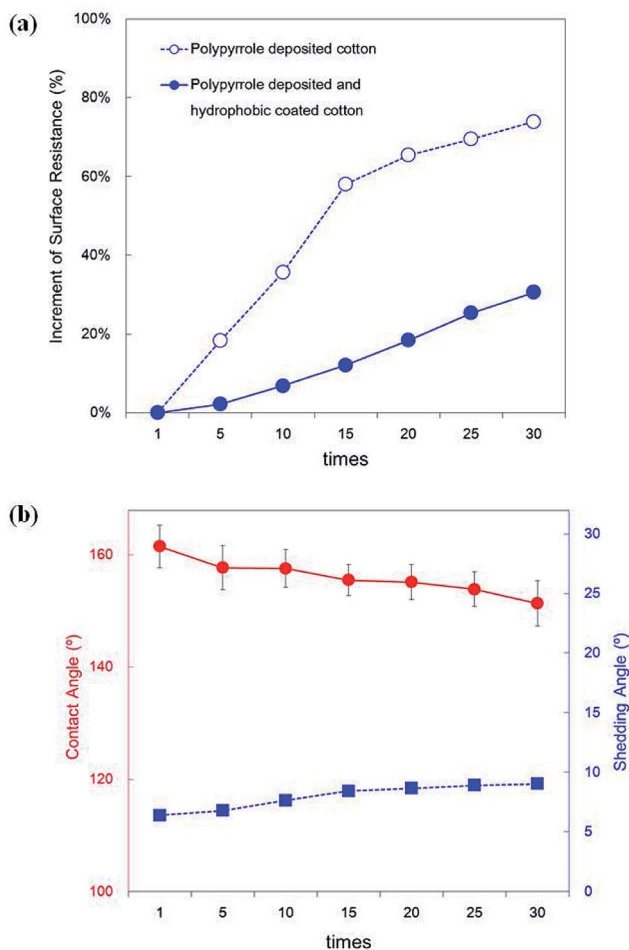 (a)
100%
80%
60%
40%
20%
0%
Increment of Surface Resistance (%)
Polypyrrole deposited cotton
Polypyrrole deposited and
hydrophobic coated cotton
1 5 10 15 20 25 30
times
(b)
160
140
120
100
Contact Angle (º)
30
25
20
15
10
5
0
Shedding Angle (º)
1 5 10 15 20 25 30
times